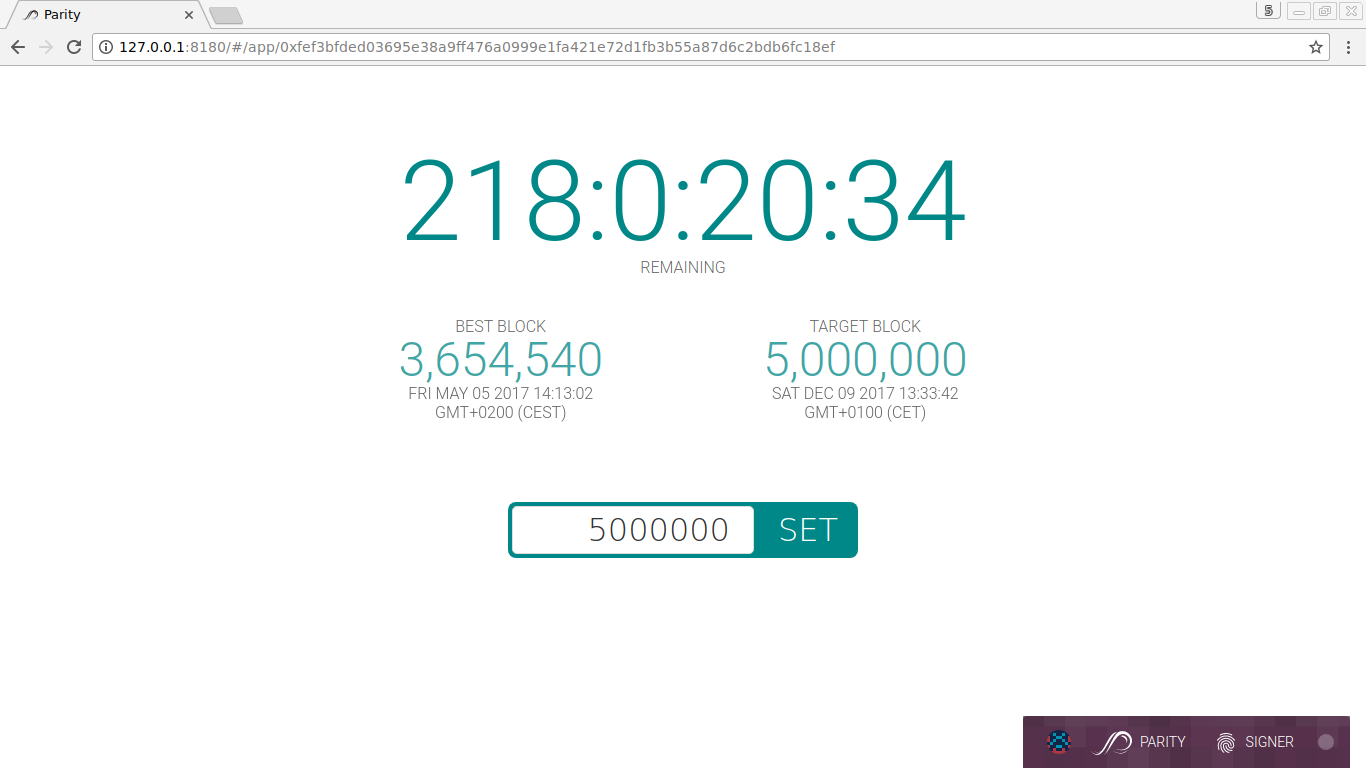 Parity
5
127.0.0.1:8180/#/app/0xfef3bfded03695e38a9ff476a0999e1fa421e72d1fb3b55a87d6c2bdb6fc18ef
218:0:20:34
REMAINING
BEST BLOCK
3,654,540
FRI MAY 05 2017 14:13:02
GMT+0200 (CEST)
TARGET BLOCK
5,000,000
SAT DEC 09 2017 13:33:42
GMT+0100 (CET)
5000000 SET
PARITY SIGNER